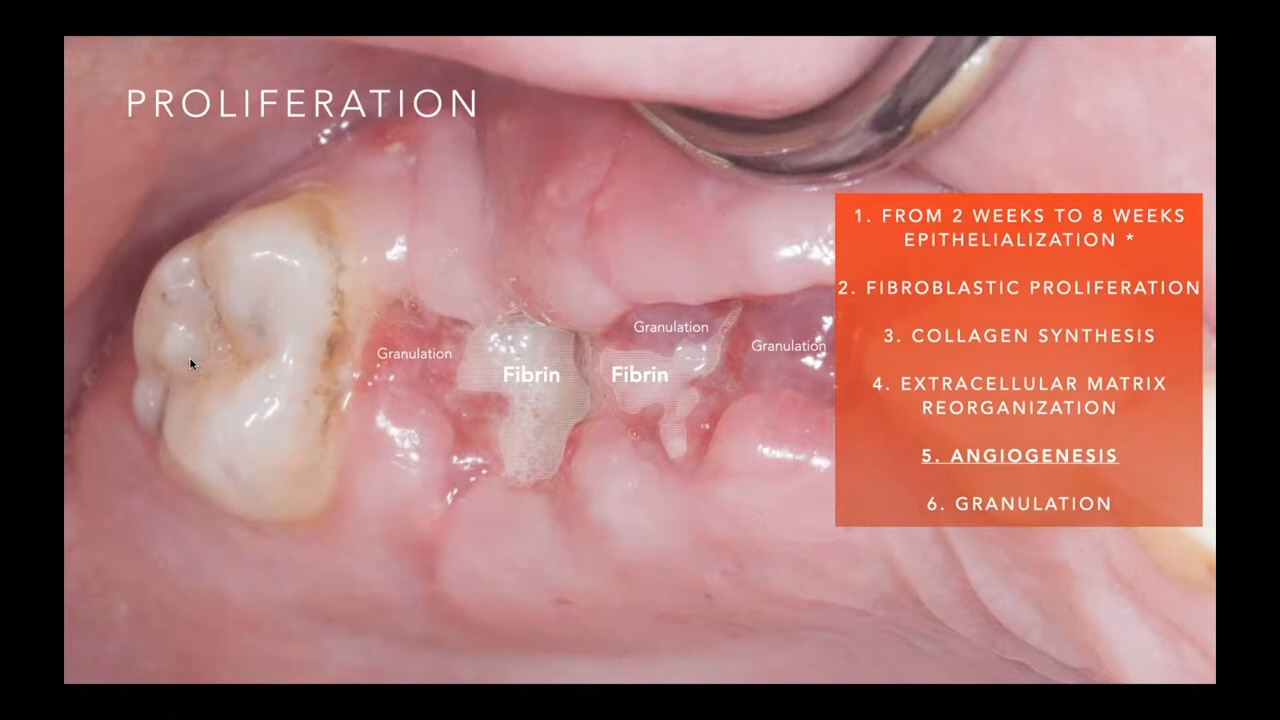 PROLIFERATION
1. FROM 2 WEEKS TO 8 WEEKS
EPITHELIALIZATION *
2. FIBROBLASTIC PROLIFERATION
3. COLLAGEN SYNTHESIS
4. EXTRACELLULAR MATRIX
REORGANIZATION
5. ANGIOGENESIS
6. GRANULATION
Granulation
Granulation
Granulation
Fibrin
Fibrin